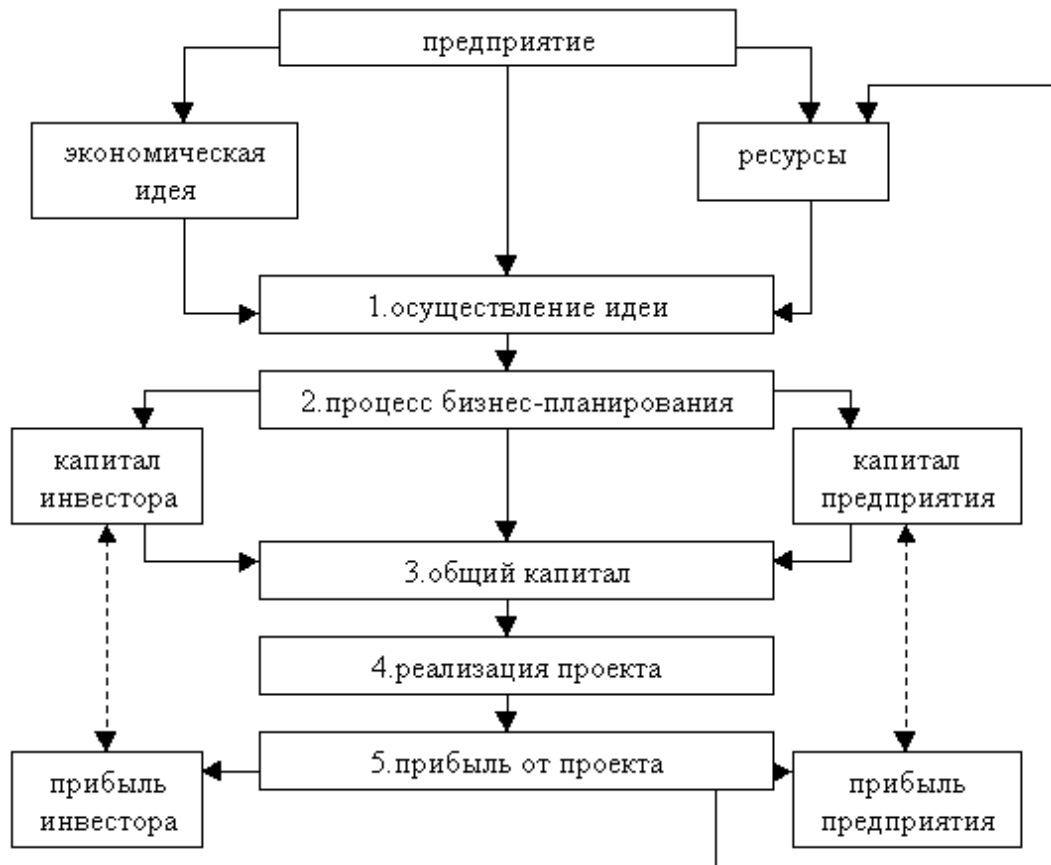 предприятие
экономическая
идея
ресурсы
1.осуществление идеи
2.процесс бизнес-планирования
капитал
инвестора
капитал
предприятия
3.общий капитал
4.реализация проекта
5.прибыль от проекта
прибыль
инвестора
прибыль
предприятия